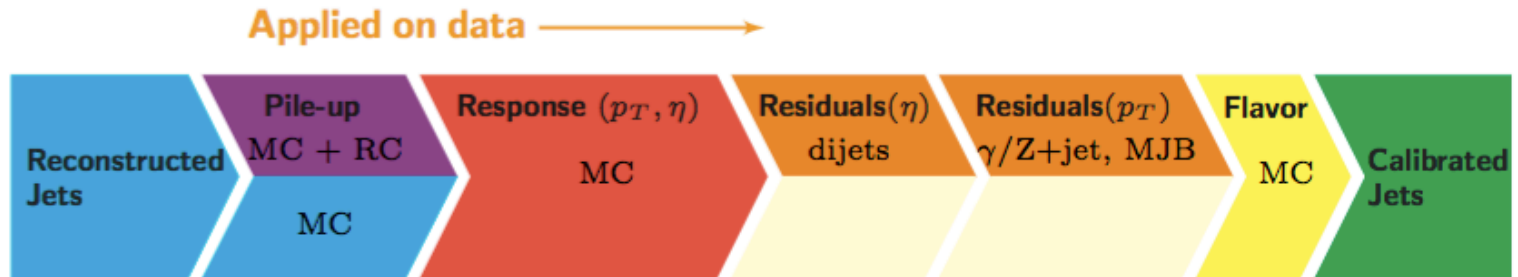 Applied on data
Reconstructed
Jets
Pile-up
MC + RC
MC
Response (p_T, η)
MC
Residuals(η)
dijets
Residuals(p_T)
γ/Z+jet, MJB
Flavor
MC
Calibrated
Jets